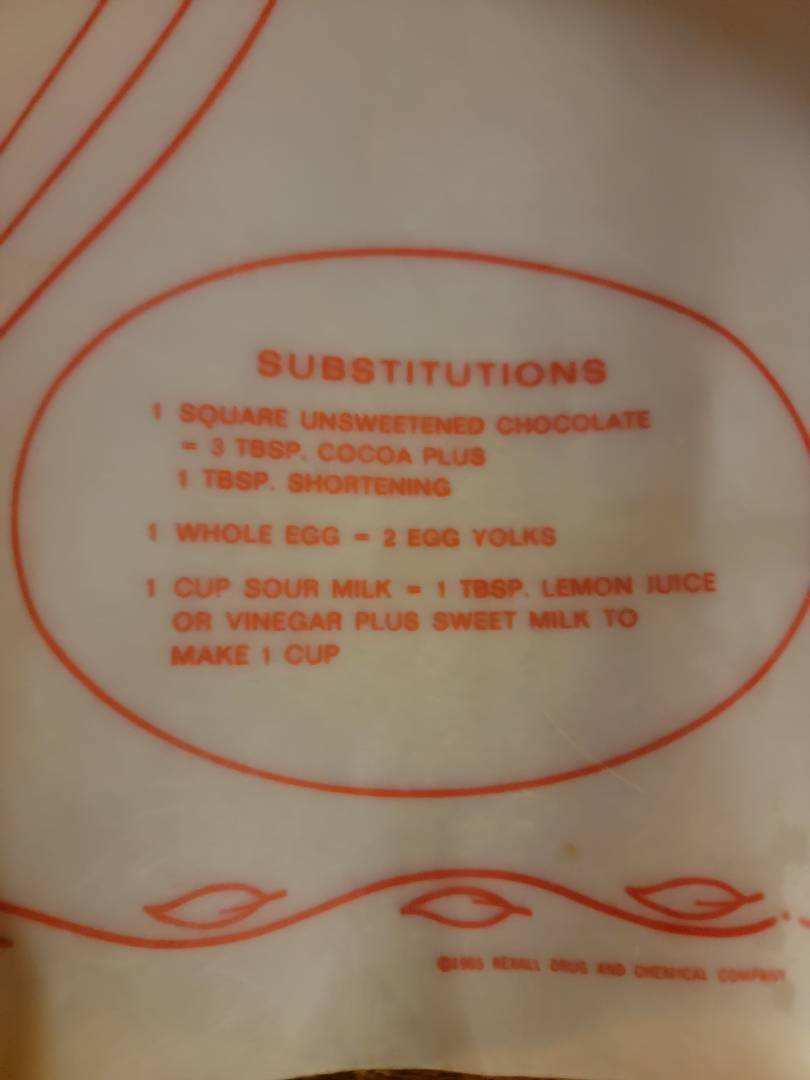 SUBSTITUTIONS
1 SQUARE UNSWEETENED CHOCOLATE
= 3 TBSP. COCOA PLUS
1 TBSP. SHORTENING
1 WHOLE EGG = 2 EGG YOLKS
1 CUP SOUR MILK = 1 TBSP. LEMON JUICE
OR VINEGAR PLUS SWEET MILK TO
MAKE 1 CUP
REXALL DRUG AND CHEMICAL COMPANY